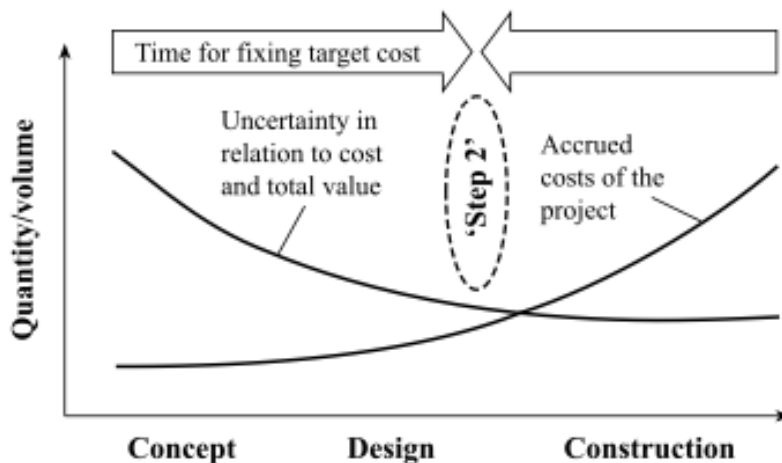 Time for fixing target cost
Uncertainty in
relation to cost
and total value
'Step 2'
Accrued
costs of the
project
Quantity/volume
Concept
Design
Construction